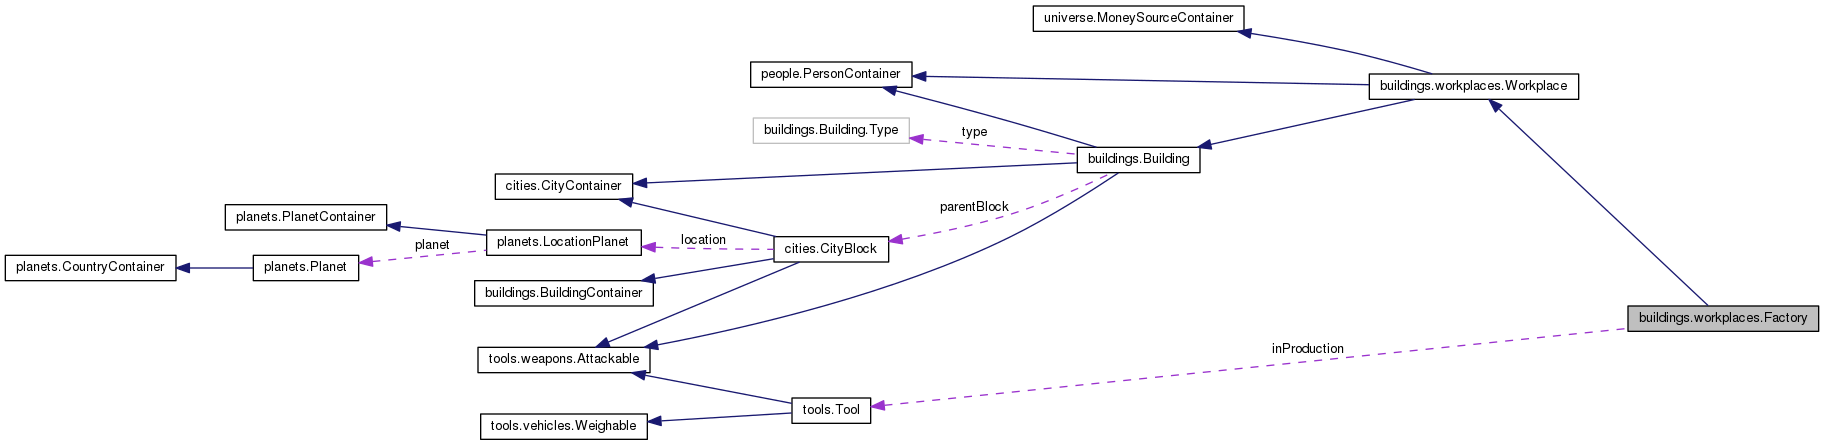 universe.MoneySourceContainer
people.PersonContainer
buildings.workplaces.Workplace
buildings.Building.Type
type
buildings.Building
cities.CityContainer
parentBlock
planets.PlanetContainer
planet
planets.LocationPlanet
location
cities.CityBlock
planets.CountryContainer
planets.Planet
buildings.BuildingContainer
buildings.workplaces.Factory
inProduction
tools.weapons.Attackable
tools.Tool
tools.vehicles.Weighable